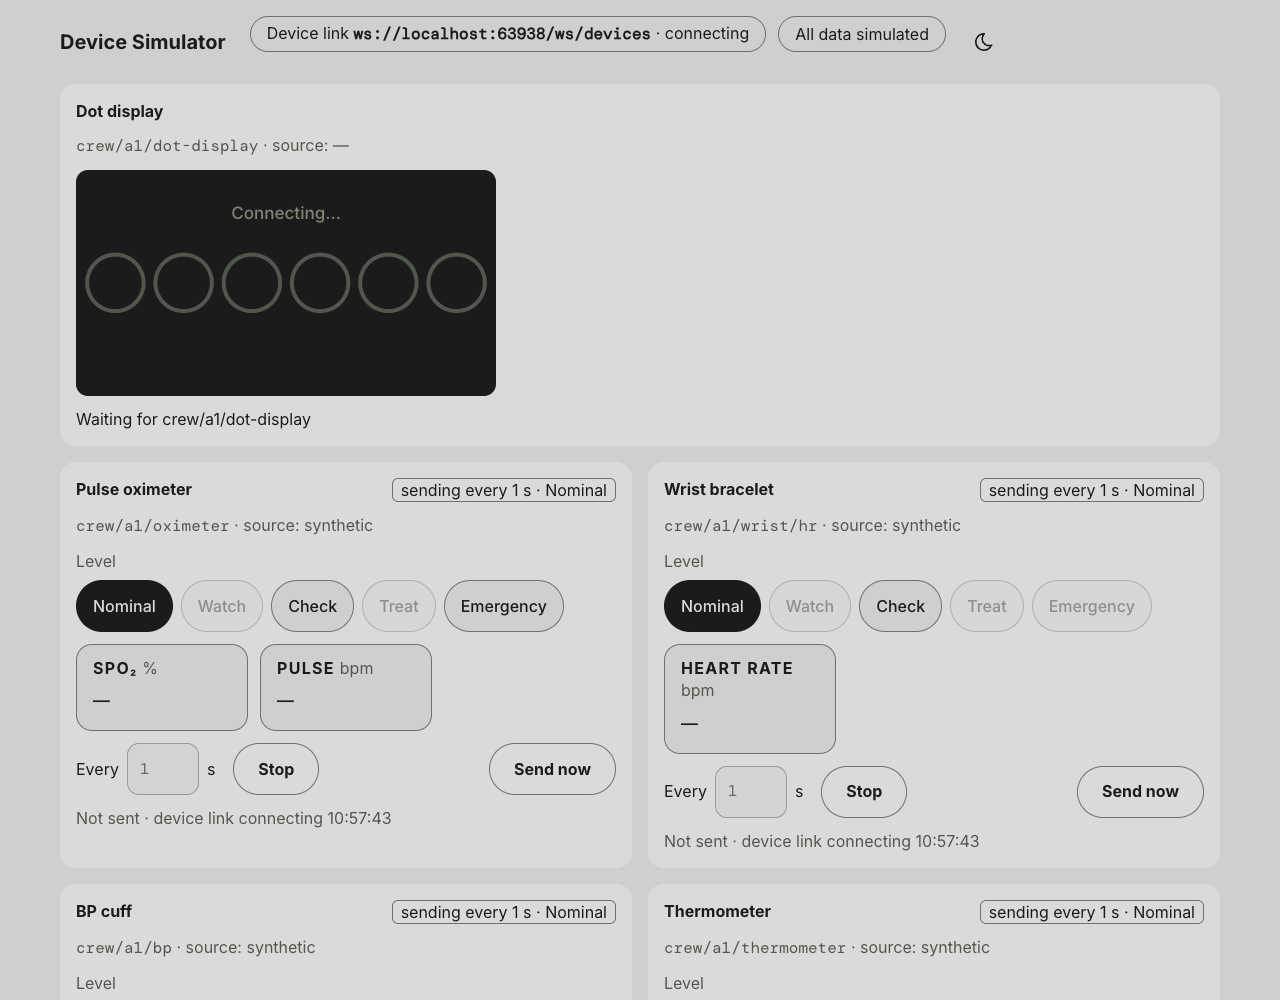 Device Simulator
Device link ws://localhost:63938/ws/devices · connecting
All data simulated
Dot display
crew/a1/dot-display · source: —
Connecting...
Waiting for crew/a1/dot-display
Pulse oximeter
sending every 1 s · Nominal
crew/a1/oximeter · source: synthetic
Level
Nominal Watch Check Treat Emergency
SPO₂ %
—
PULSE bpm
—
Every 1 s Stop Send now
Not sent · device link connecting 10:57:43
Wrist bracelet
sending every 1 s · Nominal
crew/a1/wrist/hr · source: synthetic
Level
Nominal Watch Check Treat Emergency
HEART RATE
bpm
—
Every 1 s Stop Send now
Not sent · device link connecting 10:57:43
BP cuff
sending every 1 s · Nominal
crew/a1/bp · source: synthetic
Level
Thermometer
sending every 1 s · Nominal
crew/a1/thermometer · source: synthetic
Level